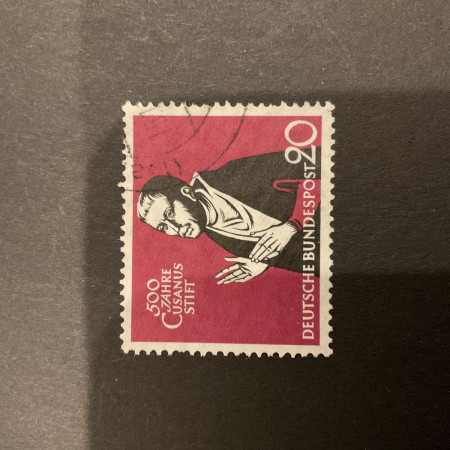 500
JAHRE
CUSANUS
STIFT
DEUTSCHE BUNDESPOST 20